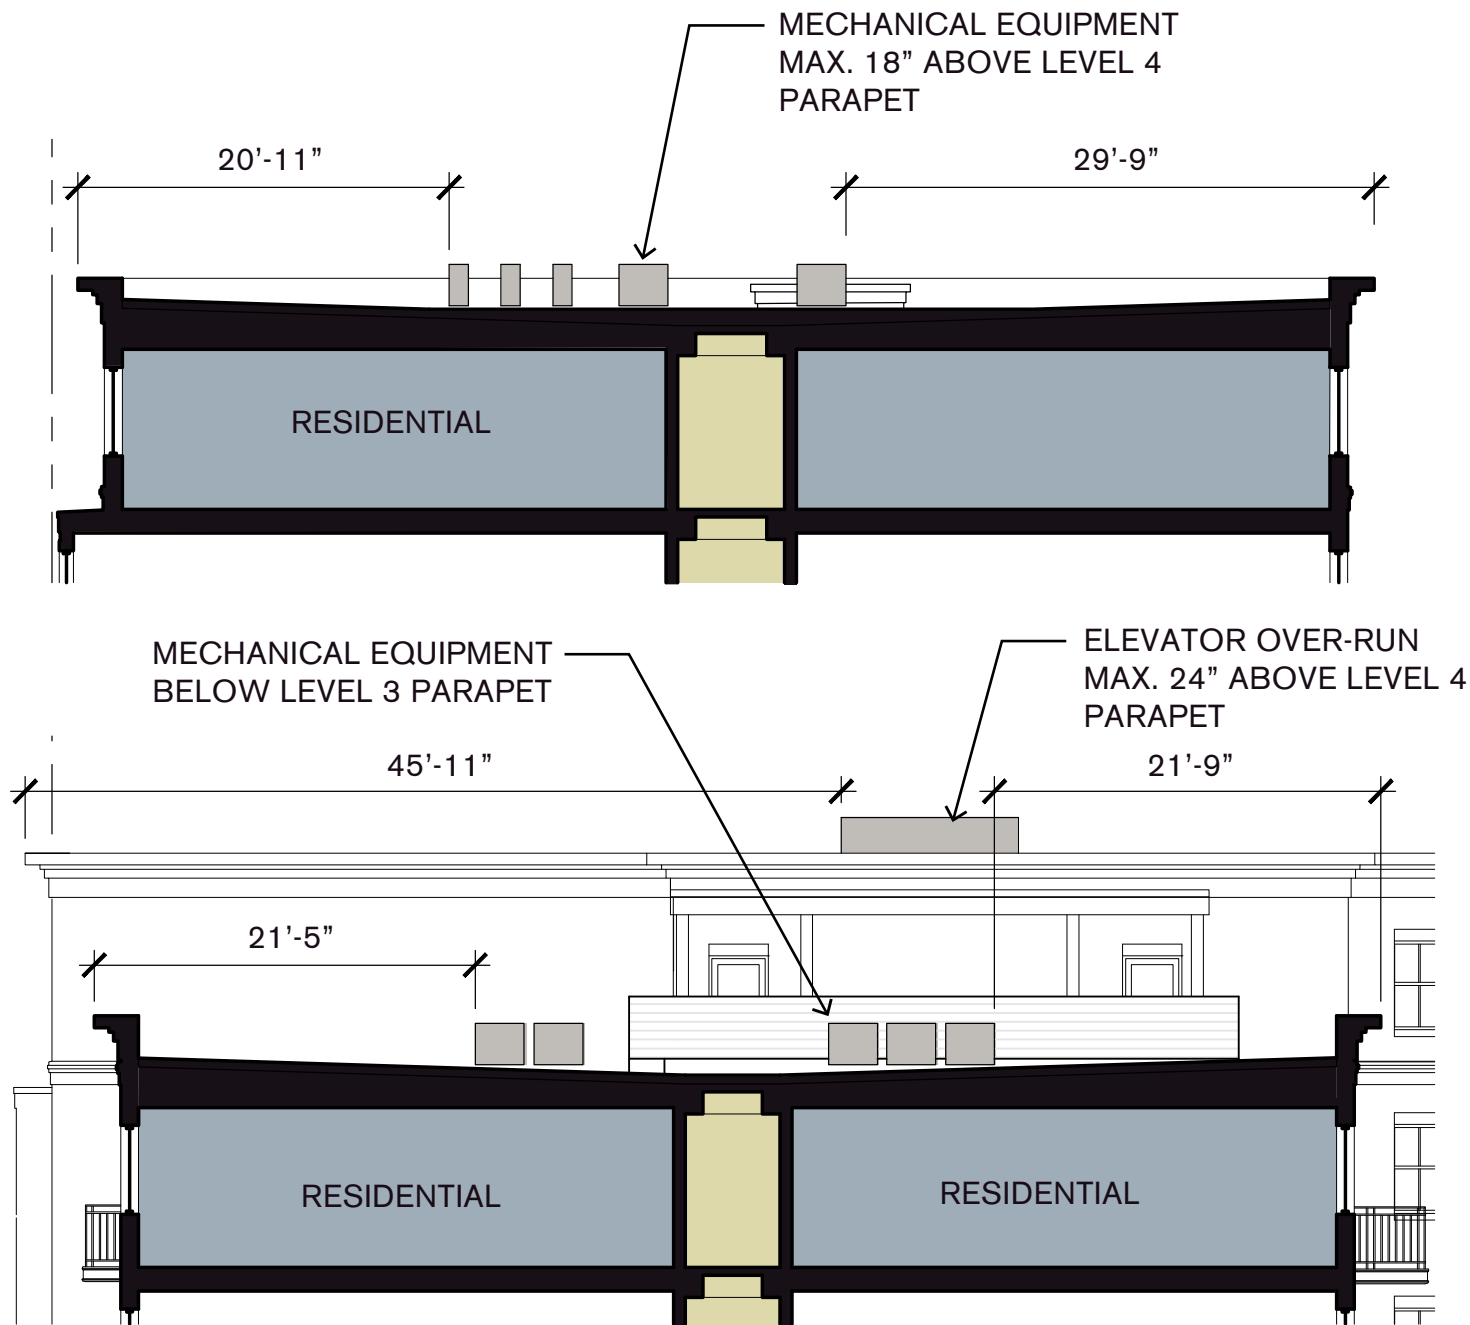 MECHANICAL EQUIPMENT
MAX. 18” ABOVE LEVEL 4
PARAPET
20’-11”
29’-9”
RESIDENTIAL
MECHANICAL EQUIPMENT
BELOW LEVEL 3 PARAPET
ELEVATOR OVER-RUN
MAX. 24” ABOVE LEVEL 4
PARAPET
45’-11”
21’-9”
21’-5”
RESIDENTIAL
RESIDENTIAL